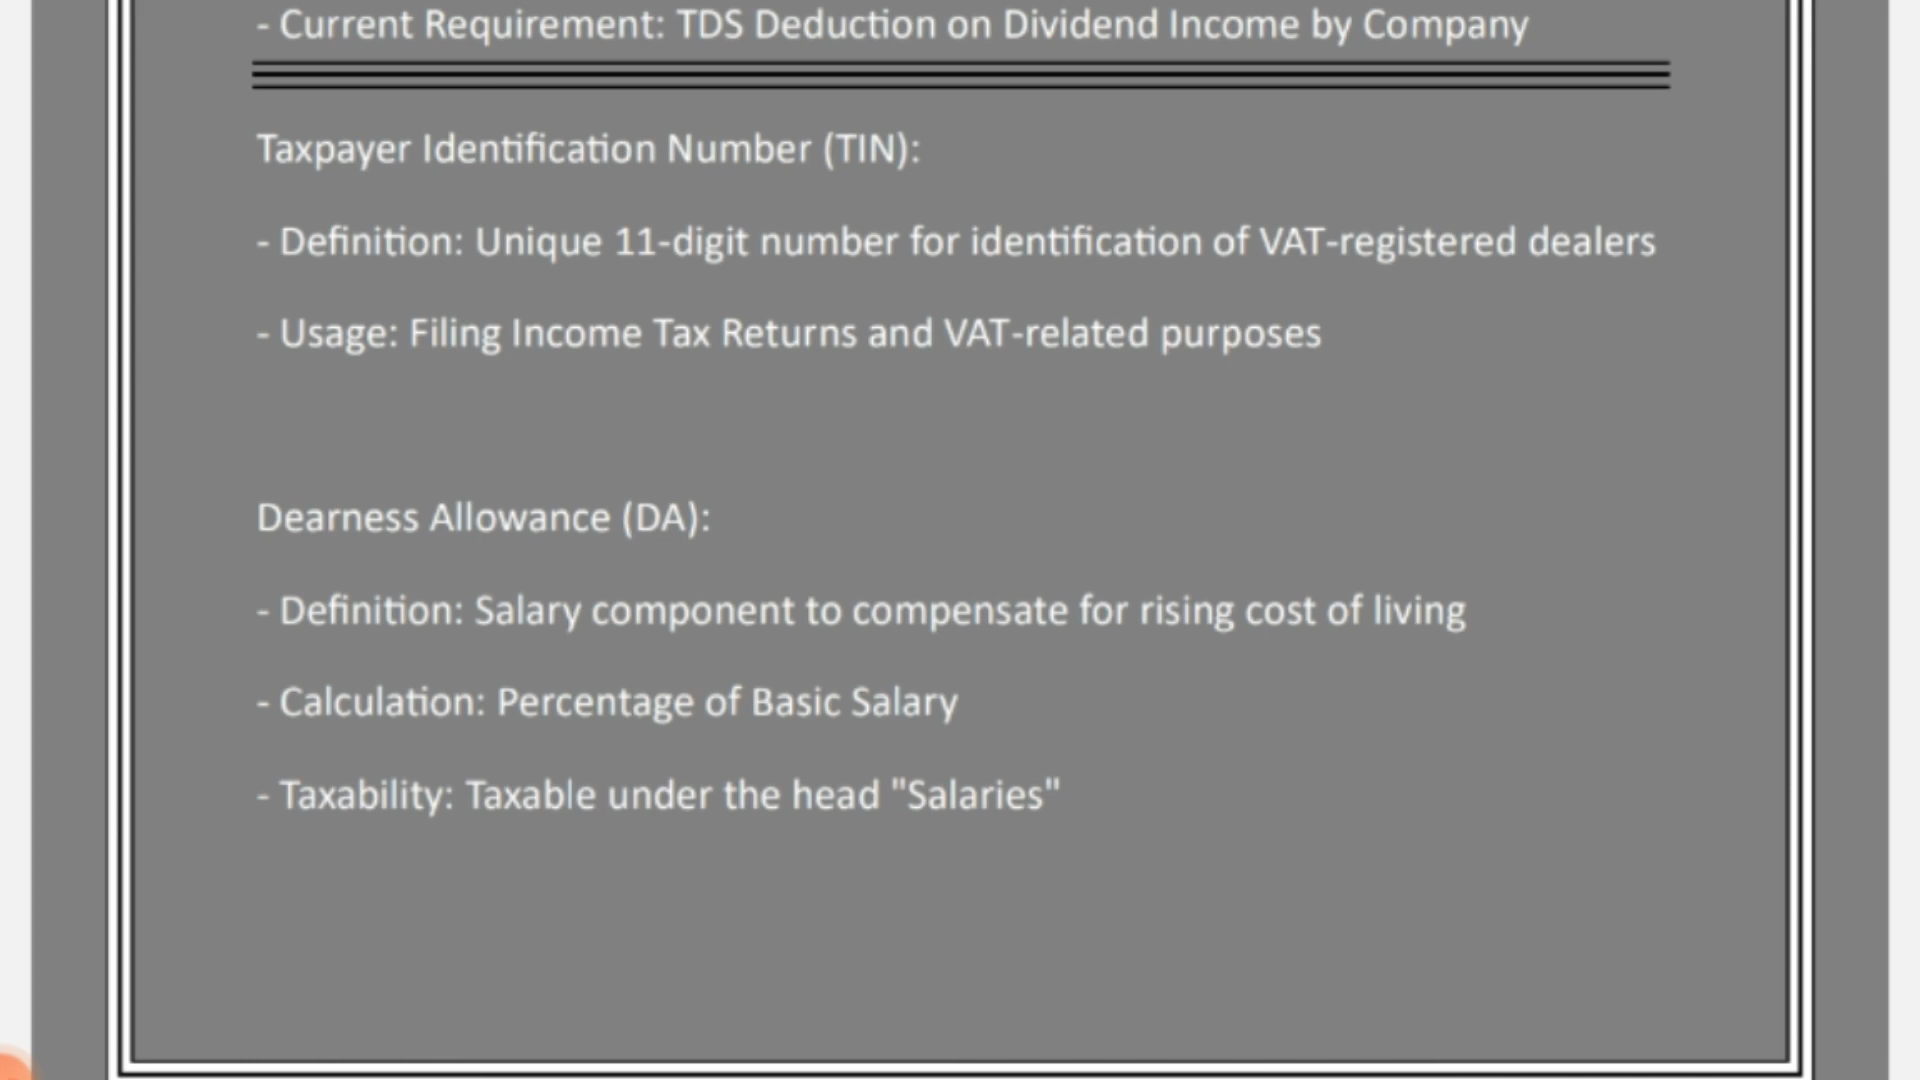 - Current Requirement: TDS Deduction on Dividend Income by Company
Taxpayer Identification Number (TIN):
- Definition: Unique 11-digit number for identification of VAT-registered dealers
- Usage: Filing Income Tax Returns and VAT-related purposes
Dearness Allowance (DA):
- Definition: Salary component to compensate for rising cost of living
- Calculation: Percentage of Basic Salary
- Taxability: Taxable under the head "Salaries"